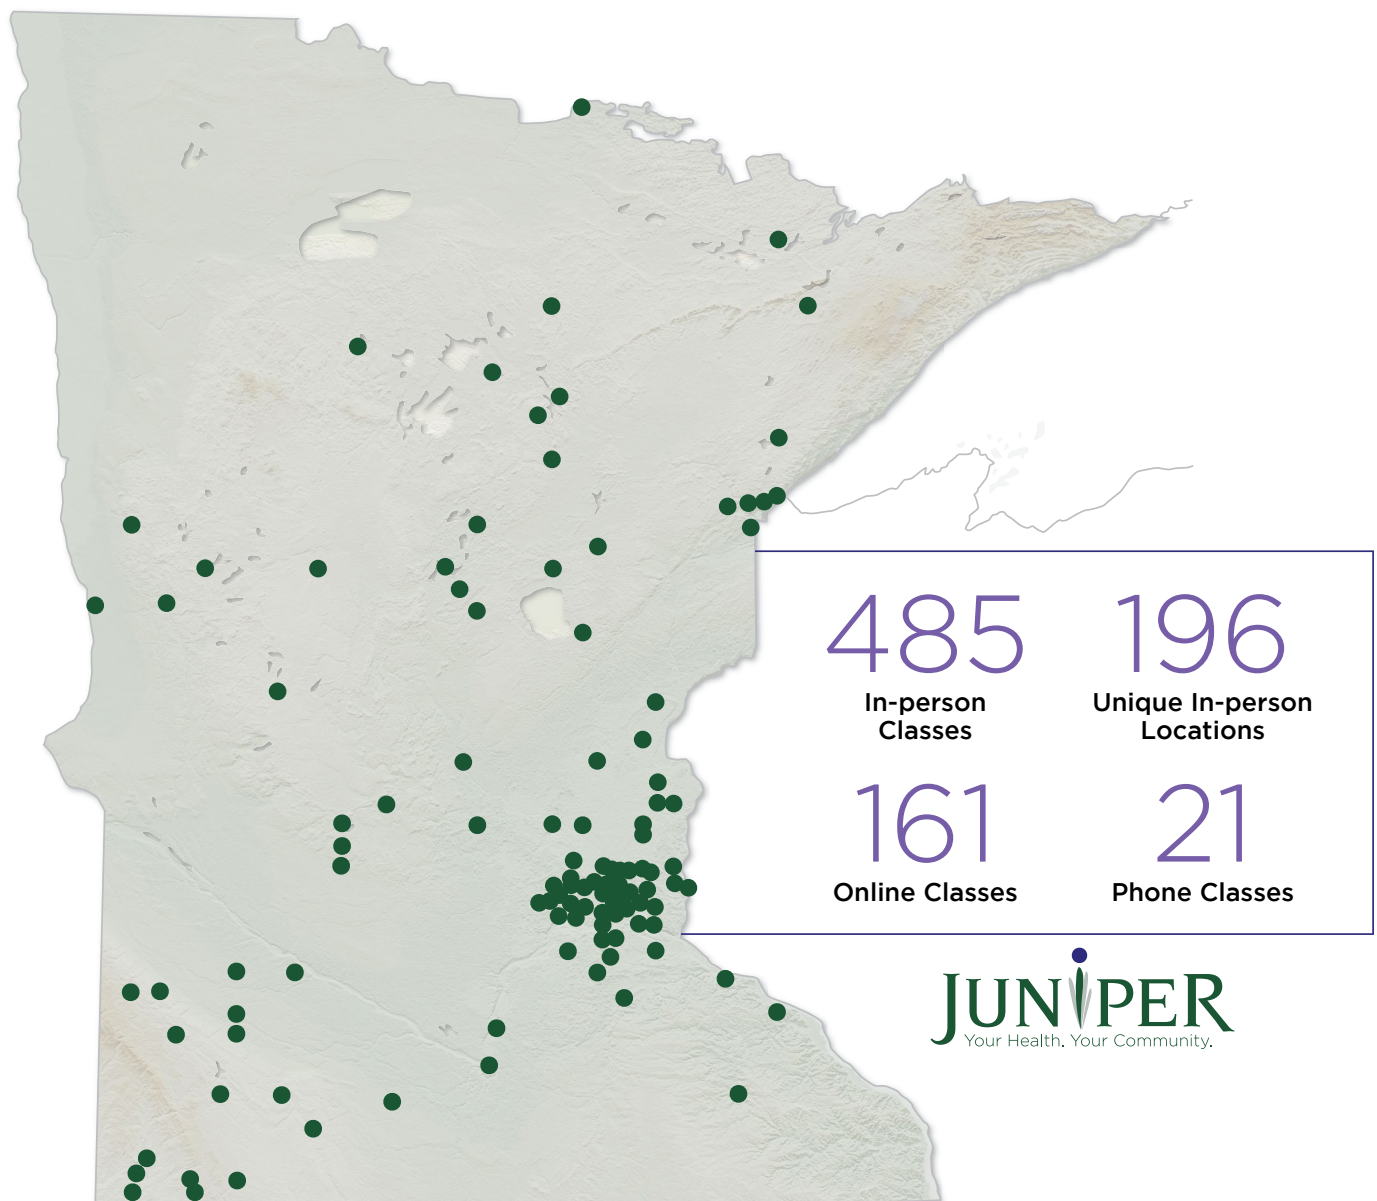 485
In-person
Classes
196
Unique In-person
Locations
161
Online Classes
21
Phone Classes
JUNIPER
Your Health. Your Community.